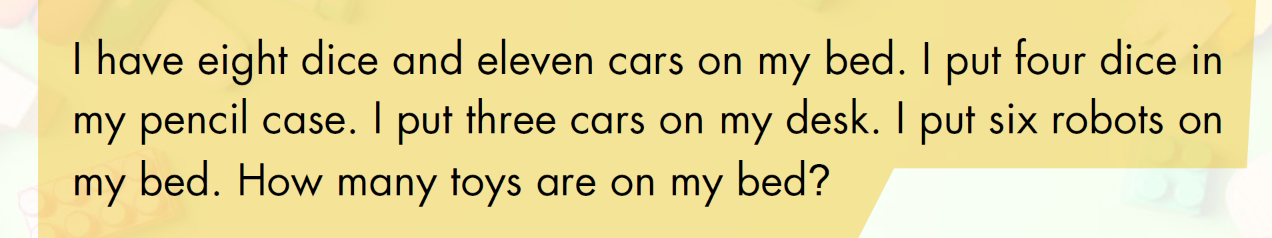 I have eight dice and eleven cars on my bed. I put four dice in
my pencil case. I put three cars on my desk. I put six robots on
my bed. How many toys are on my bed?